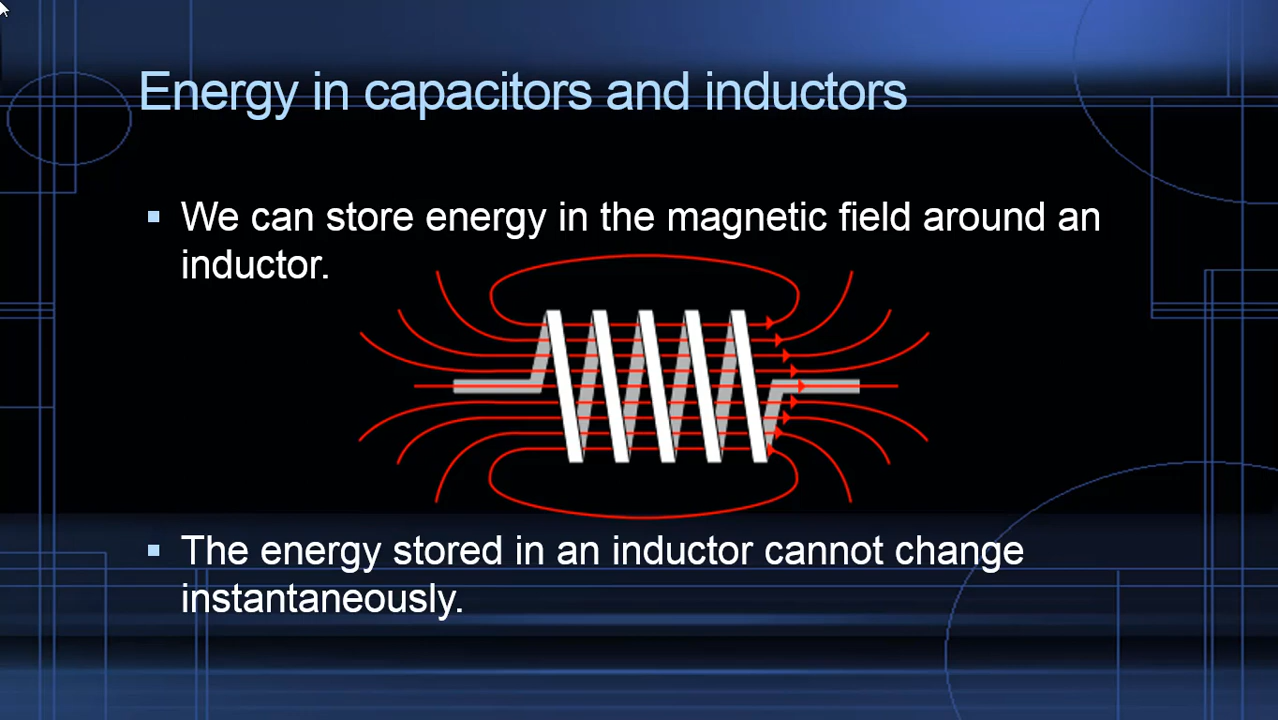 Energy in capacitors and inductors
We can store energy in the magnetic field around an
inductor.
The energy stored in an inductor cannot change
instantaneously.